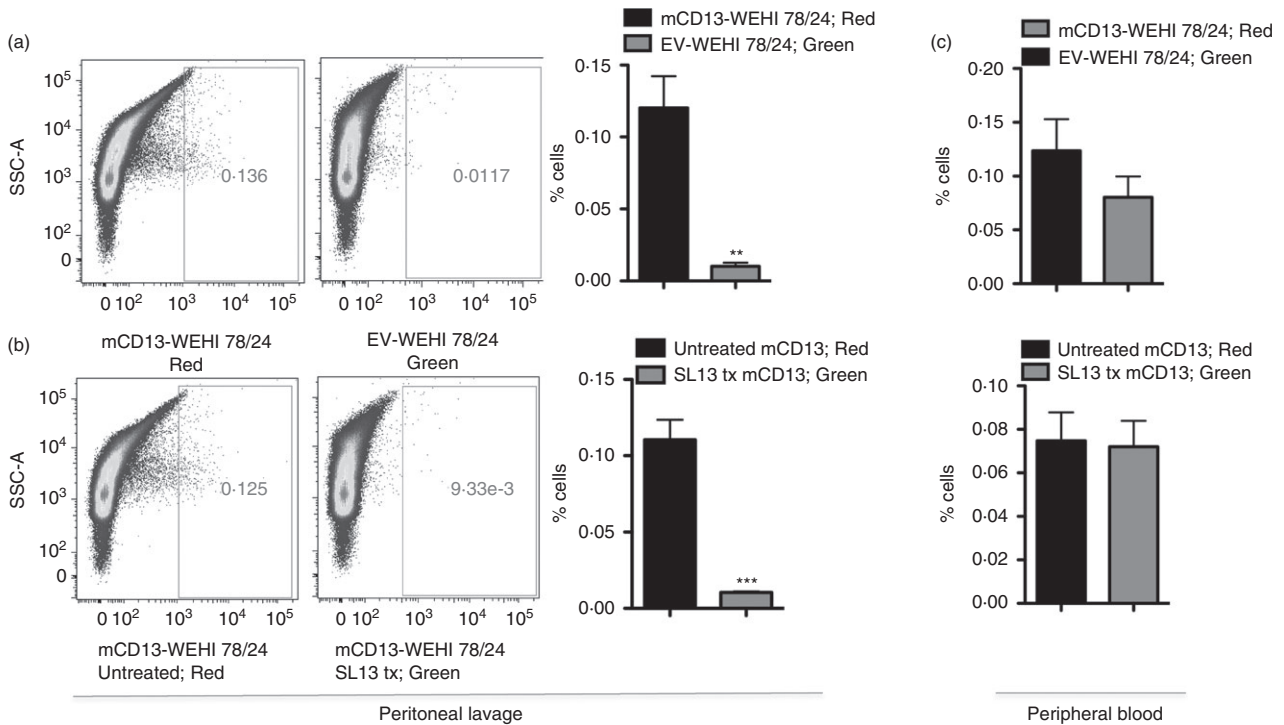 (a)
SSC-A
10⁵
10⁴
10³
10²
0
0·136
0 10² 10³ 10⁴ 10⁵
mCD13-WEHI 78/24
Red
0·0117
0 10² 10³ 10⁴ 10⁵
EV-WEHI 78/24
Green
mCD13-WEHI 78/24; Red
EV-WEHI 78/24; Green
% cells
0·15
0·10
0·05
0·00
**
(b)
SSC-A
10⁵
10⁴
10³
10²
0
0·125
0 10² 10³ 10⁴ 10⁵
mCD13-WEHI 78/24
Untreated; Red
9·33e-3
0 10² 10³ 10⁴ 10⁵
mCD13-WEHI 78/24
SL13 tx; Green
Untreated mCD13; Red
SL13 tx mCD13; Green
% cells
0·15
0·10
0·05
0·00
***
Peritoneal lavage
(c)
mCD13-WEHI 78/24; Red
EV-WEHI 78/24; Green
% cells
0·20
0·15
0·10
0·05
0·00
Untreated mCD13; Red
SL13 tx mCD13; Green
% cells
0·10
0·08
0·06
0·04
0·02
0·00
Peripheral blood